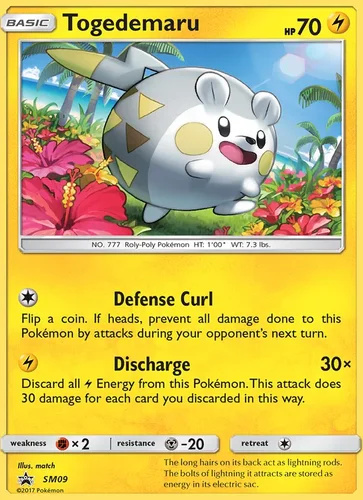 BASIC Togedemaru HP70
NO. 777 Roly-Poly Pokémon HT: 1'00" WT: 7.3 lbs.
Defense Curl
Flip a coin. If heads, prevent all damage done to this
Pokémon by attacks during your opponent's next turn.
Discharge 30×
Discard all Energy from this Pokémon. This attack does
30 damage for each card you discarded in this way.
weakness ×2 resistance -20 retreat
Illus. match
SM09
©2017 Pokémon
The long hairs on its back act as lightning rods.
The bolts of lightning it attracts are stored as
energy in its electric sac.